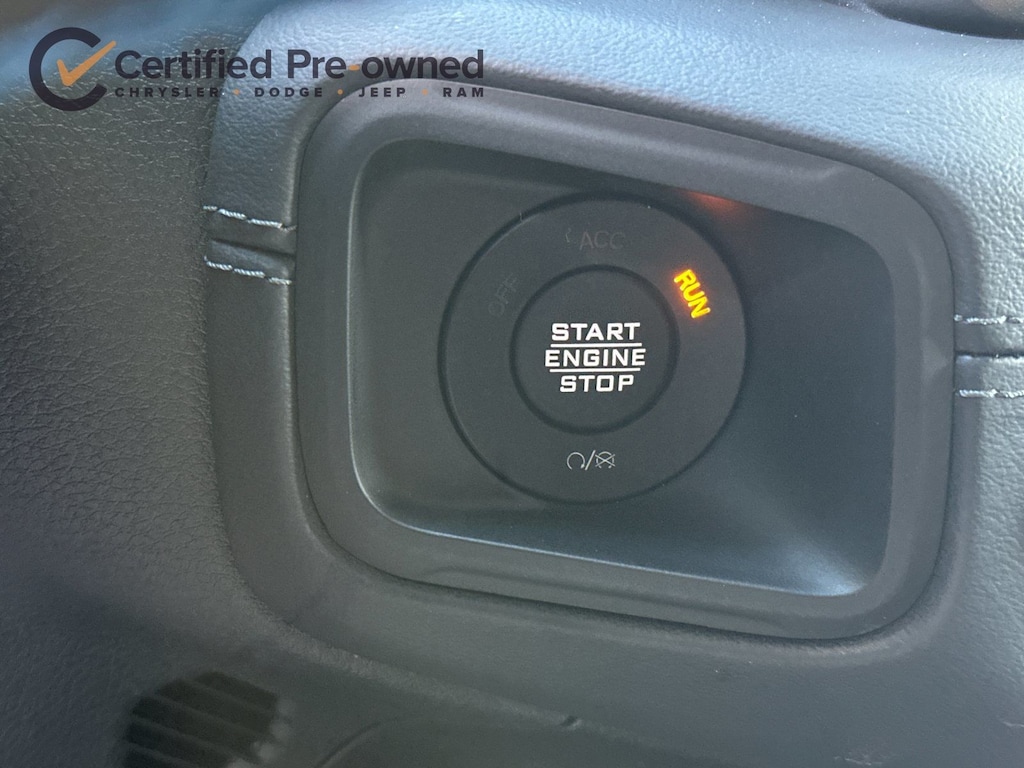 Certified Pre-owned
CHRYSLER • DODGE • JEEP • RAM
ACC
OFF
RUN
START
ENGINE
STOP